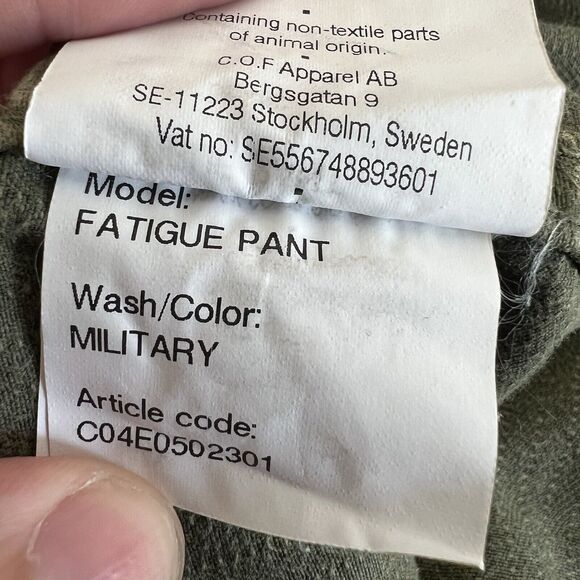 Containing non-textile parts
of animal origin.
C.O.F Apparel AB
Bergsgatan 9
SE-11223 Stockholm, Sweden
Vat no: SE556748893601
Model:
FATIGUE PANT
Wash/Color:
MILITARY
Article code:
C04E0502301